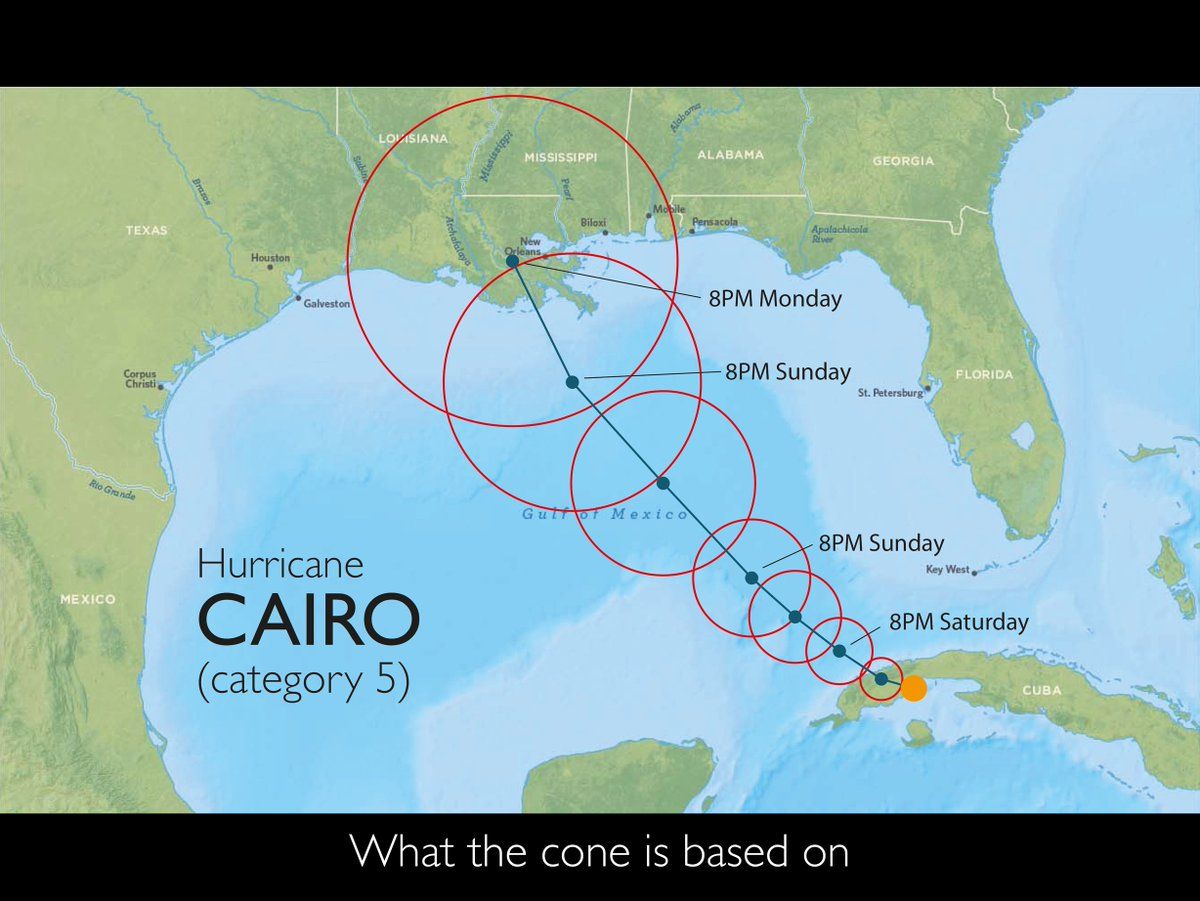 LOUISIANA
Mississippi
MISSISSIPPI
Alabama
ALABAMA
GEORGIA
Sabine
Brazos
Pearl
TEXAS
Atchafalaya
Mobile
Biloxi
Pensacola
Apalachicola
River
New
Orleans
Houston
Galveston
8PM Monday
8PM Sunday
Corpus
Christi
St. Petersburg
FLORIDA
Rio Grande
Gulf of Mexico
8PM Sunday
Key West
Hurricane
CAIRO
(category 5)
MEXICO
8PM Saturday
CUBA
What the cone is based on